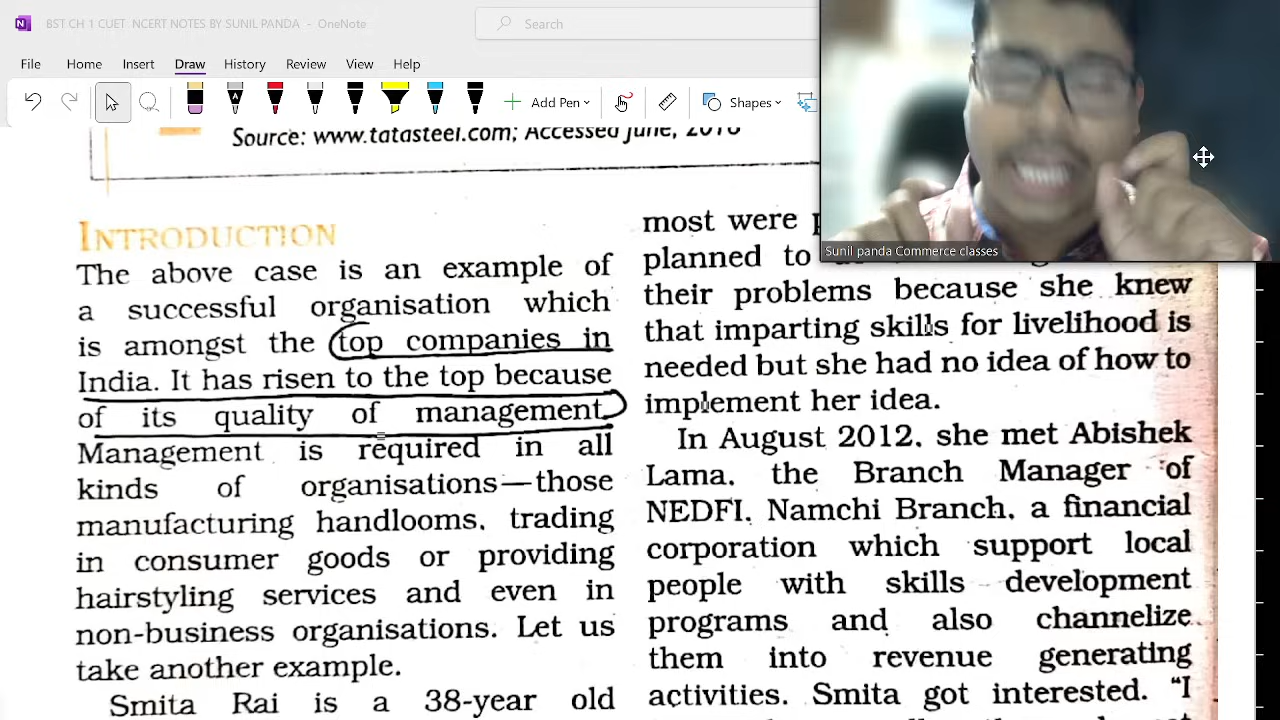 BST CH 1 CUET NCERT NOTES BY SUNIL PANDA - OneNote
Search
File Home Insert Draw History Review View Help
Add Pen
Shapes
Source: www.tatasteel.com; Accessed June, 2018
Sunil panda Commerce classes
INTRODUCTION
The above case is an example of
a successful organisation which
is amongst the top companies in
India. It has risen to the top because
of its quality of management.
Management is required in all
kinds of organisations—those
manufacturing handlooms, trading
in consumer goods or providing
hairstyling services and even in
non-business organisations. Let us
take another example.
Smita Rai is a 38-year old
most were
planned to
their problems because she knew
that imparting skills for livelihood is
needed but she had no idea of how to
implement her idea.
In August 2012, she met Abishek
Lama, the Branch Manager of
NEDFI, Namchi Branch, a financial
corporation which support local
people with skills development
programs and also channelize
them into revenue generating
activities. Smita got interested. “I